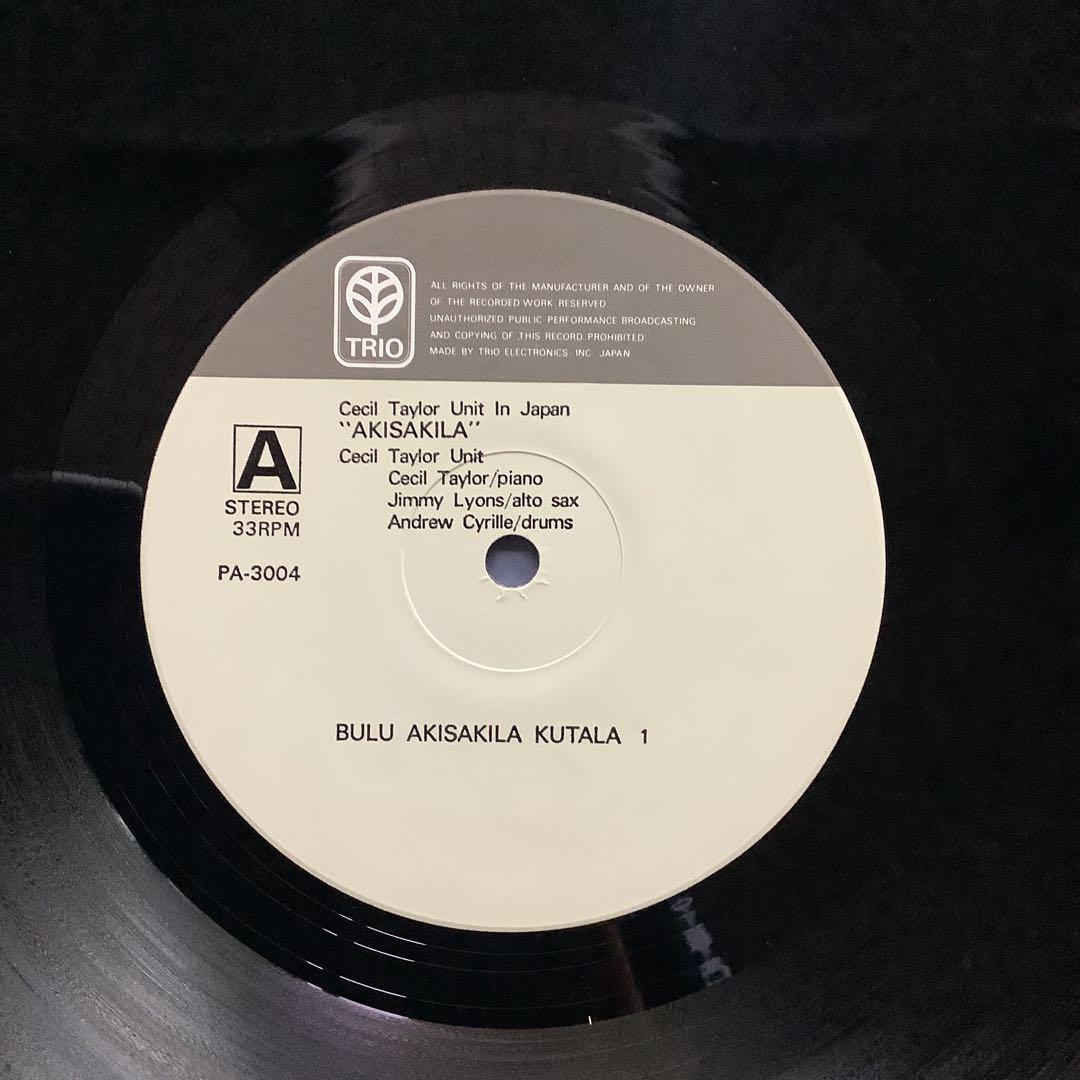 TRIO
ALL RIGHTS OF THE MANUFACTURER AND OF THE OWNER
OF THE RECORDED WORK RESERVED
UNAUTHORIZED PUBLIC PERFORMANCE BROADCASTING
AND COPYING OF THIS RECORD PROHIBITED
MADE BY TRIO ELECTRONICS. INC. JAPAN
A
STEREO
33RPM
PA-3004
Cecil Taylor Unit In Japan
"AKISAKILA"
Cecil Taylor Unit
Cecil Taylor/piano
Jimmy Lyons/alto sax
Andrew Cyrille/drums
BULU AKISAKILA KUTALA 1